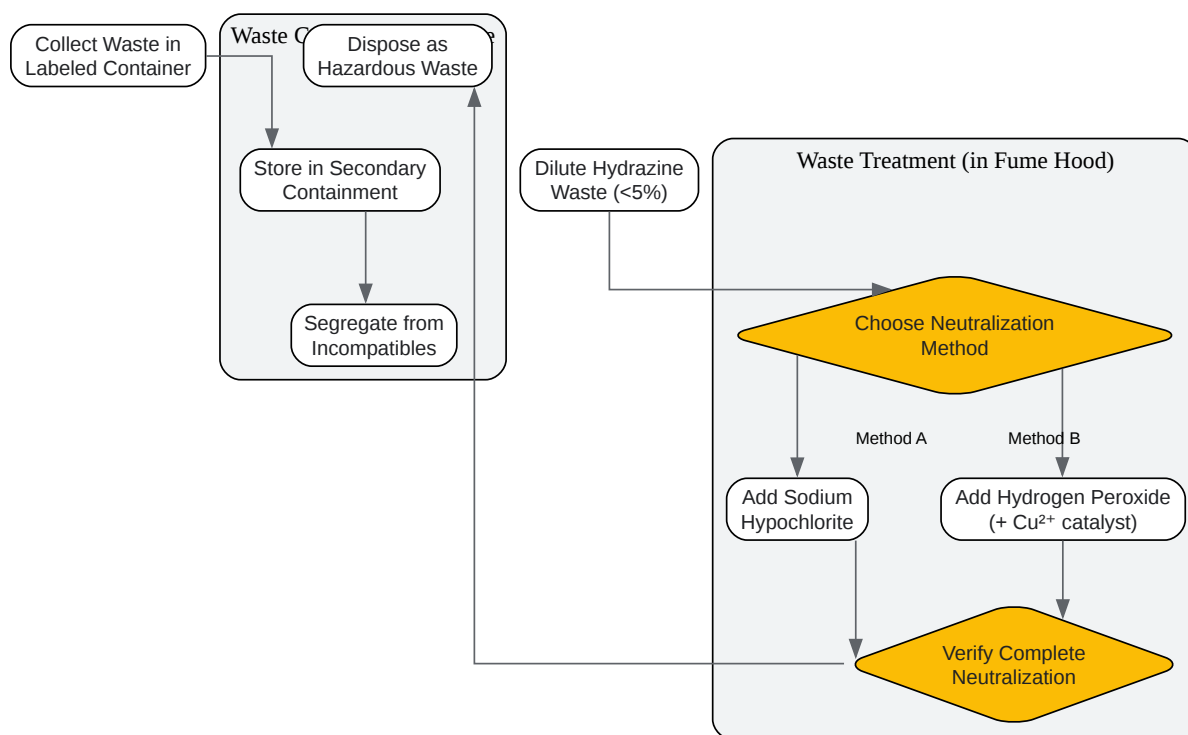 Waste C
e
Collect Waste in
Labeled Container
Dispose as
Hazardous Waste
Store in Secondary
Containment
Segregate from
Incompatibles
Dilute Hydrazine
Waste (<5%)
Waste Treatment (in Fume Hood)
Choose Neutralization
Method
Method A
Method B
Add Sodium
Hypochlorite
Add Hydrogen Peroxide
(+ Cu²⁺ catalyst)
Verify Complete
Neutralization